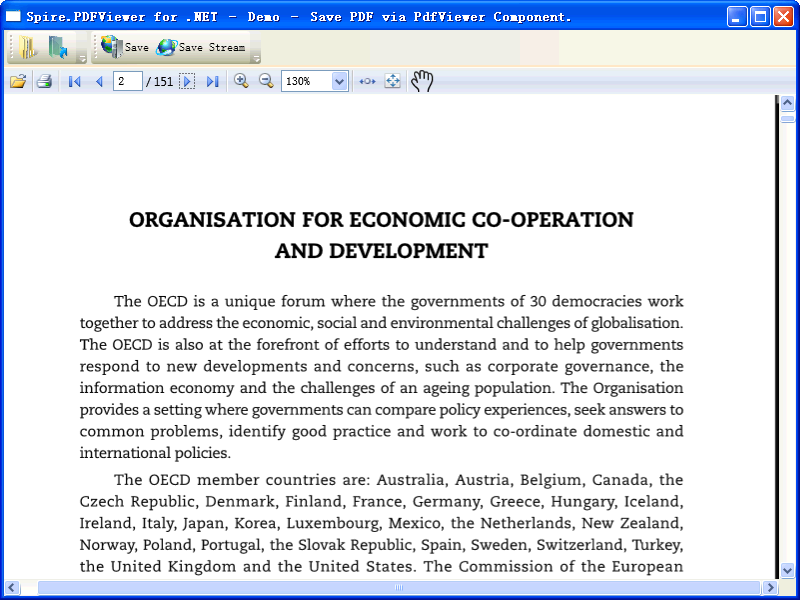 Spire.PDFViewer for .NET - Demo - Save PDF via PdfViewer Component.
Save Save Stream
2 / 151 130%
ORGANISATION FOR ECONOMIC CO-OPERATION
AND DEVELOPMENT
The OECD is a unique forum where the governments of 30 democracies work
together to address the economic, social and environmental challenges of globalisation.
The OECD is also at the forefront of efforts to understand and to help governments
respond to new developments and concerns, such as corporate governance, the
information economy and the challenges of an ageing population. The Organisation
provides a setting where governments can compare policy experiences, seek answers to
common problems, identify good practice and work to co-ordinate domestic and
international policies.
The OECD member countries are: Australia, Austria, Belgium, Canada, the
Czech Republic, Denmark, Finland, France, Germany, Greece, Hungary, Iceland,
Ireland, Italy, Japan, Korea, Luxembourg, Mexico, the Netherlands, New Zealand,
Norway, Poland, Portugal, the Slovak Republic, Spain, Sweden, Switzerland, Turkey,
the United Kingdom and the United States. The Commission of the European